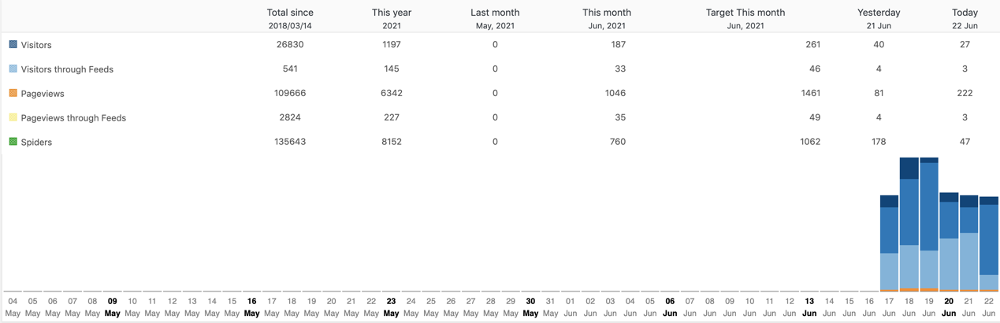 Total since This year Last month This month Target This month Yesterday Today
2018/03/14 2021 May, 2021 Jun, 2021 Jun, 2021 21 Jun 22 Jun
Visitors 26830 1197 0 187 261 40 27
Visitors through Feeds 541 145 0 33 46 4 3
Pageviews 109666 6342 0 1046 1461 81 222
Pageviews through Feeds 2824 227 0 35 49 4 3
Spiders 135643 8152 0 760 1062 178 47
04 05 06 07 08 09 10 11 12 13 14 15 16 17 18 19 20 21 22 23 24 25 26 27 28 29 30 31 01 02 03 04 05 06 07 08 09 10 11 12 13 14 15 16 17 18 19 20 21 22
May May May May May May May May May May May May May May May May May May May May May May May May May May May May Jun Jun Jun Jun Jun Jun Jun Jun Jun Jun Jun Jun Jun Jun Jun Jun Jun Jun Jun Jun Jun Jun